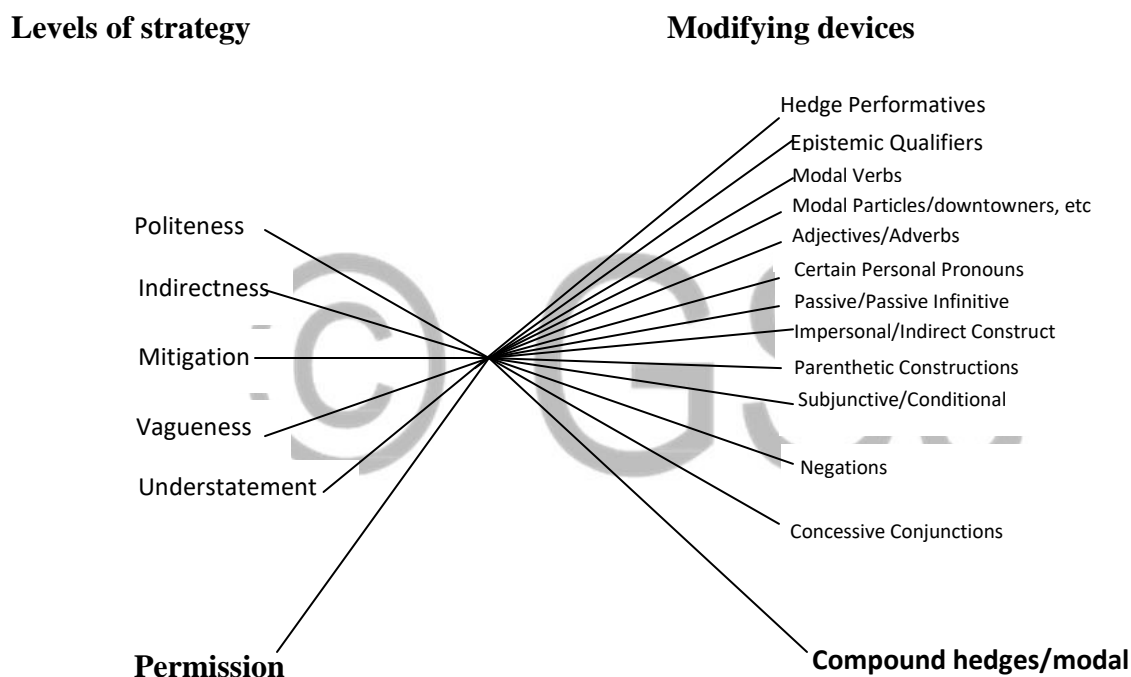 Levels of strategy
Modifying devices
Hedge Performatives
Epistemic Qualifiers
Modal Verbs
Modal Particles/downtowners, etc
Adjectives/Adverbs
Certain Personal Pronouns
Passive/Passive Infinitive
Impersonal/Indirect Construct
Parenthetic Constructions
Subjunctive/Conditional
Negations
Concessive Conjunctions
Compound hedges/modal
Politeness
Indirectness
Mitigation
Vagueness
Understatement
Permission
©